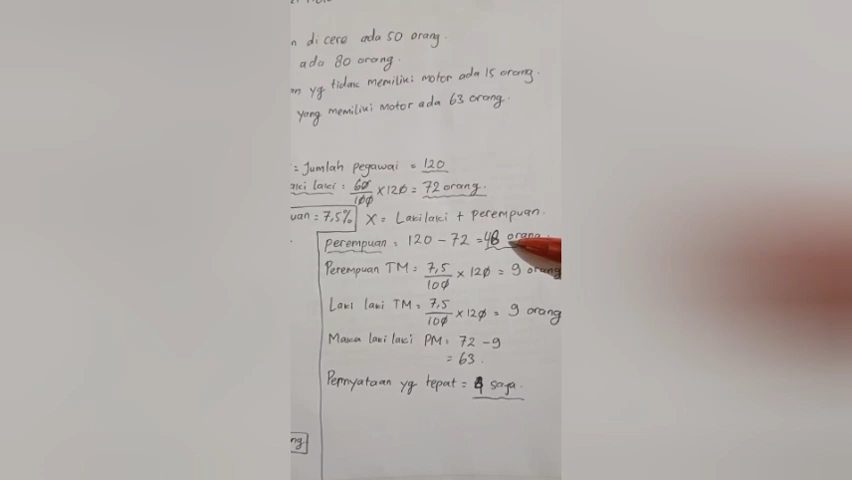 n di cere ada 50 orang.
ada 80 orang.
m yg tidak memiliki motor ada 15 orang.
yang memiliki motor ada 63 orang.
= Jumlah pegawai = 120
aki laki = 60/100 x 120 = 72 orang.
uan = 7,5% X = Laki laki + Perempuan.
perempuan = 120 - 72 = 48 orang
Perempuan TM = 7,5/100 x 120 = 9 orang
Laki laki TM = 7,5/100 x 120 = 9 orang
Maka laki laki PM = 72 - 9
= 63.
Pernyataan yg tepat = 4 saja.
ng